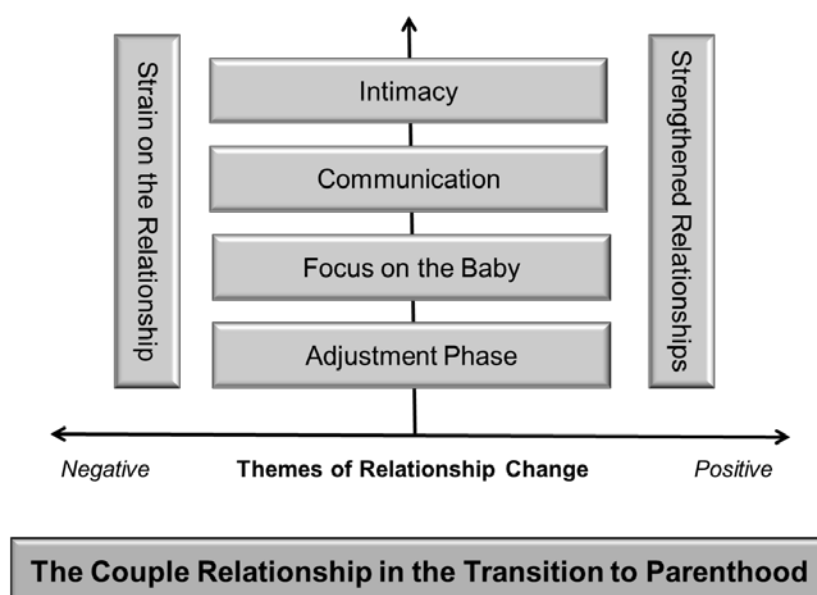 Strain on the Relationship
Intimacy
Communication
Focus on the Baby
Adjustment Phase
Strengthened Relationships
Negative
Themes of Relationship Change
Positive
The Couple Relationship in the Transition to Parenthood